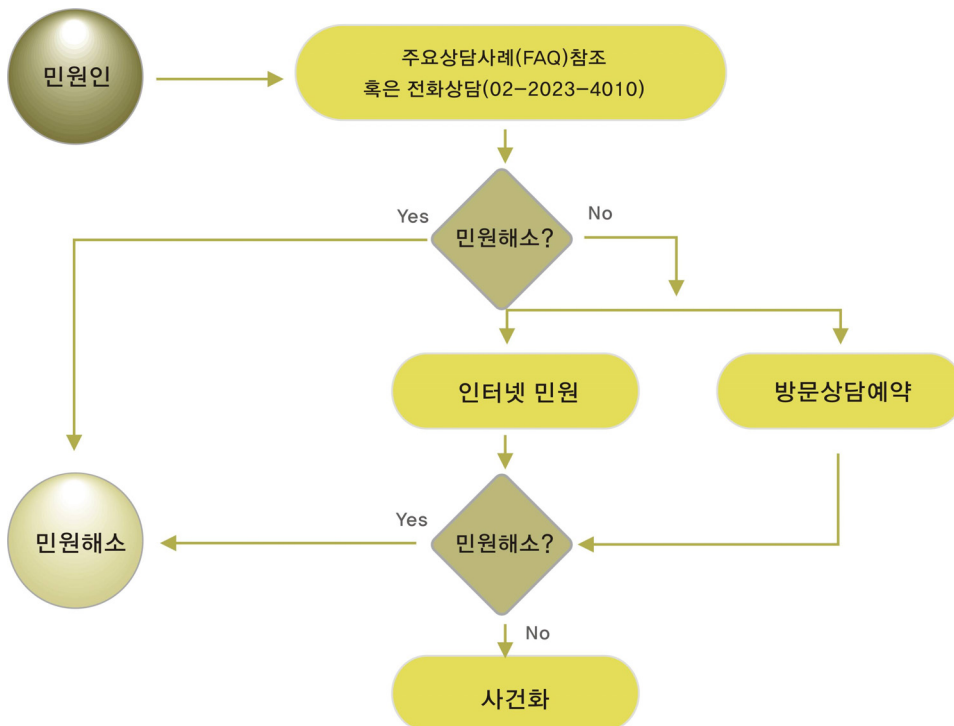 민원인
주요상담사례(FAQ)참조
혹은 전화상담(02-2023-4010)
Yes
No
민원해소?
인터넷 민원
방문상담예약
민원해소
Yes
민원해소?
No
사건화